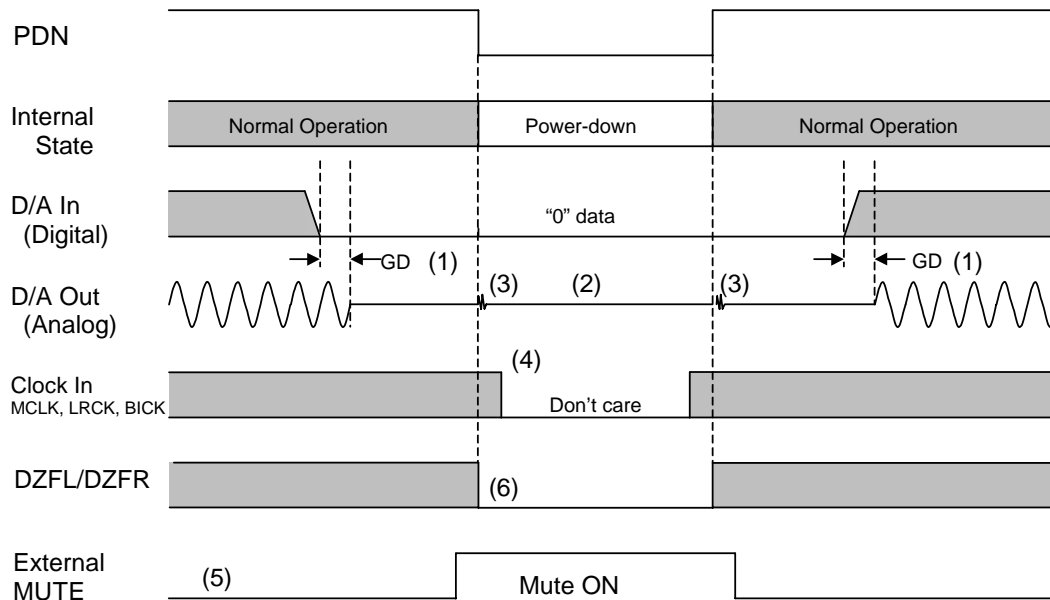 PDN
Internal
State
Normal Operation
Power-down
Normal Operation
D/A In
(Digital)
“0” data
GD
(1)
GD
(1)
D/A Out
(Analog)
(3)
(2)
(3)
(4)
Clock In
MCLK, LRCK, BICK
Don’t care
DZFL/DZFR
(6)
External
MUTE
(5)
Mute ON